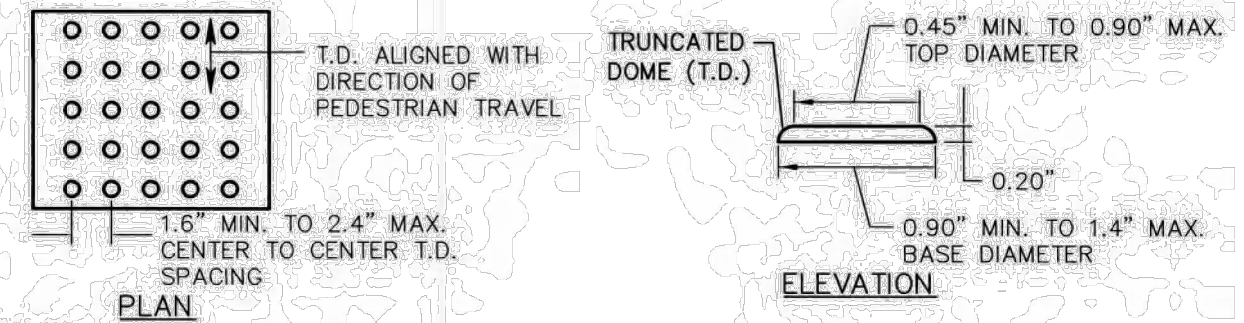 T.D. ALIGNED WITH
DIRECTION OF
PEDESTRIAN TRAVEL
1.6" MIN. TO 2.4" MAX.
CENTER TO CENTER T.D.
SPACING
PLAN
TRUNCATED
DOME (T.D.)
0.45" MIN. TO 0.90" MAX.
TOP DIAMETER
0.20"
0.90" MIN. TO 1.4" MAX.
BASE DIAMETER
ELEVATION